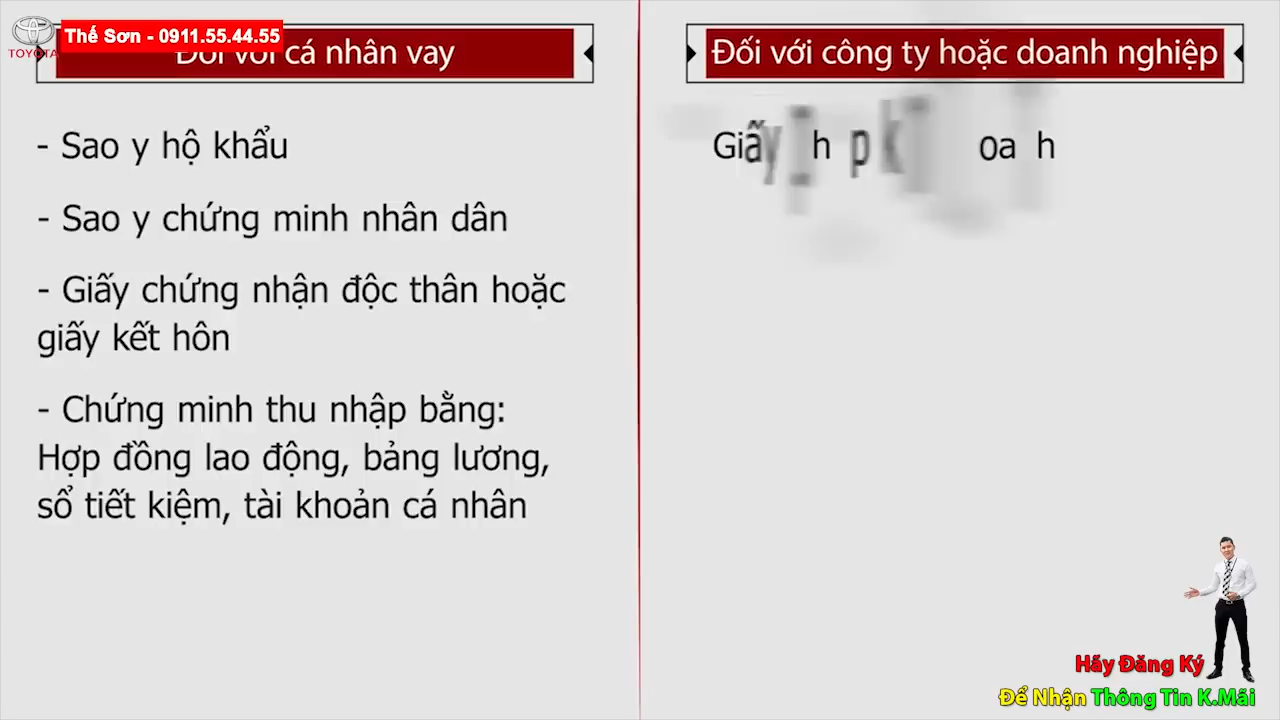 TOYOTA
Thế Sơn - 0911.55.44.55
Đối với cá nhân vay
- Sao y hộ khẩu
- Sao y chứng minh nhân dân
- Giấy chứng nhận độc thân hoặc
giấy kết hôn
- Chứng minh thu nhập bằng:
Hợp đồng lao động, bảng lương,
sổ tiết kiệm, tài khoản cá nhân
Đối với công ty hoặc doanh nghiệp
Giấy
Hãy Đăng Ký
Để Nhận Thông Tin K.Mãi